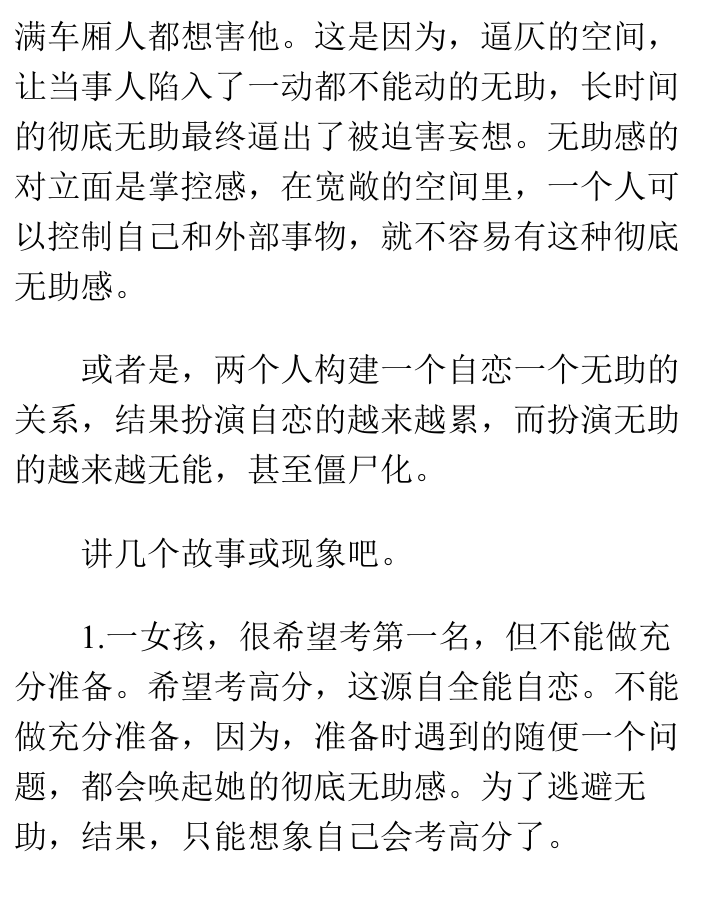 满车厢人都想害他。这是因为，逼仄的空间，
让当事人陷入了一动都不能动的无助，长时间
的彻底无助最终逼出了被迫害妄想。无助感的
对立面是掌控感，在宽敞的空间里，一个人可
以控制自己和外部事物，就不容易有这种彻底
无助感。
或者是，两个人构建一个自恋一个无助的
关系，结果扮演自恋的越来越累，而扮演无助
的越来越无能，甚至僵尸化。
讲几个故事或现象吧。
1.一女孩，很希望考第一名，但不能做充
分准备。希望考高分，这源自全能自恋。不能
做充分准备，因为，准备时遇到的随便一个问
题，都会唤起她的彻底无助感。为了逃避无
助，结果，只能想象自己会考高分了。